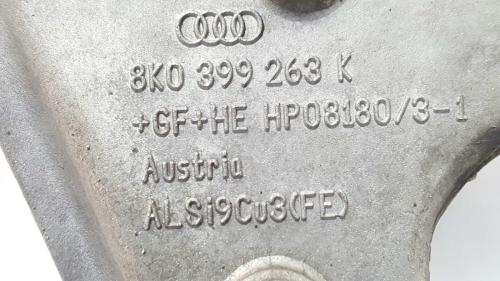 8K0 399 263 K
+GF+HE HP08180/3-1
Austria
ALSi9Cu3(FE)